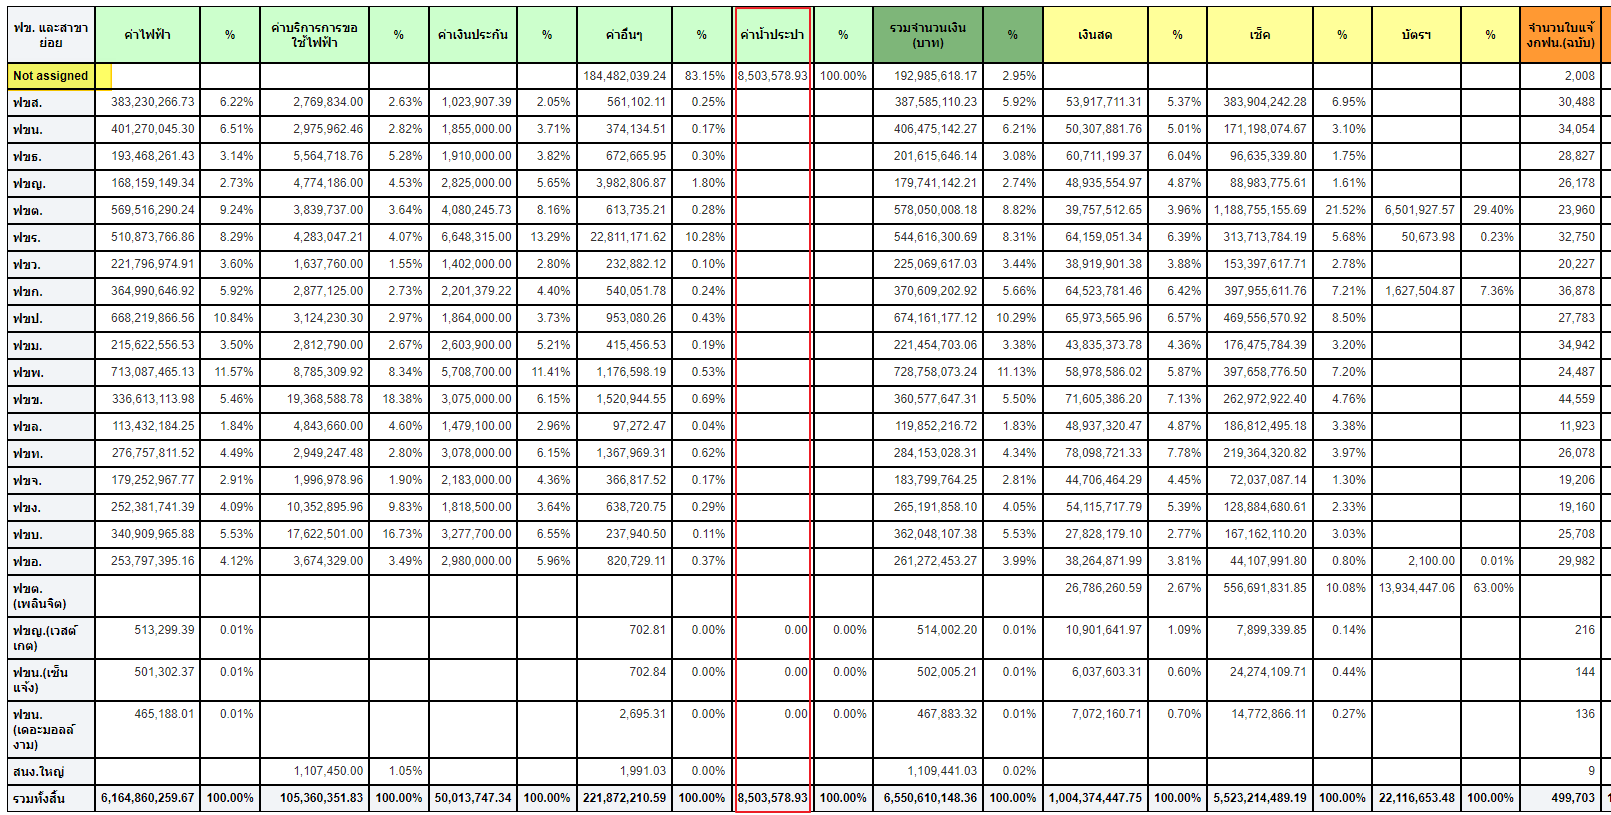 ฟข. และสาขาย่อย ค่าไฟฟ้า % ค่าบริการการขอใช้ไฟฟ้า % ค่าเงินประกัน % ค่าอื่นๆ % ค่าน้ำประปา % รวมจำนวนเงิน (บาท) % เงินสด % เช็ค % บัตรฯ % จำนวนใบแจ้งกฟน.(ฉบับ)
Not assigned 184,482,039.24 83.15% 8,503,578.93 100.00% 192,985,618.17 2.95% 2,008
ฟขส. 383,230,266.73 6.22% 2,769,834.00 2.63% 1,023,907.39 2.05% 561,102.11 0.25% 387,585,110.23 5.92% 53,917,711.31 5.37% 383,904,242.28 6.95% 30,488
ฟขน. 401,270,045.30 6.51% 2,975,962.46 2.82% 1,855,000.00 3.71% 374,134.51 0.17% 406,475,142.27 6.21% 50,307,881.76 5.01% 171,198,074.67 3.10% 34,054
ฟขธ. 193,468,261.43 3.14% 5,564,718.76 5.28% 1,910,000.00 3.82% 672,665.95 0.30% 201,615,646.14 3.08% 60,711,199.37 6.04% 96,635,339.80 1.75% 28,827
ฟขญ. 168,159,149.34 2.73% 4,774,186.00 4.53% 2,825,000.00 5.65% 3,982,806.87 1.80% 179,741,142.21 2.74% 48,935,554.97 4.87% 88,983,775.61 1.61% 26,178
ฟขต. 569,516,290.24 9.24% 3,839,737.00 3.64% 4,080,245.73 8.16% 613,735.21 0.28% 578,050,008.18 8.82% 39,757,512.65 3.96% 1,188,755,155.69 21.52% 6,501,927.57 29.40% 23,960
ฟขร. 510,873,766.86 8.29% 4,283,047.21 4.07% 6,648,315.00 13.29% 22,811,171.62 10.28% 544,616,300.69 8.31% 64,159,051.34 6.39% 313,713,784.19 5.68% 50,673.98 0.23% 32,750
ฟขว. 221,796,974.91 3.60% 1,637,760.00 1.55% 1,402,000.00 2.80% 232,882.12 0.10% 225,069,617.03 3.44% 38,919,901.38 3.88% 153,397,617.71 2.78% 20,227
ฟขก. 364,990,646.92 5.92% 2,877,125.00 2.73% 2,201,379.22 4.40% 540,051.78 0.24% 370,609,202.92 5.66% 64,523,781.46 6.42% 397,955,611.76 7.21% 1,627,504.87 7.36% 36,878
ฟขป. 668,219,866.56 10.84% 3,124,230.30 2.97% 1,864,000.00 3.73% 953,080.26 0.43% 674,161,177.12 10.29% 65,973,565.96 6.57% 469,556,570.92 8.50% 27,783
ฟขม. 215,622,556.53 3.50% 2,812,790.00 2.67% 2,603,900.00 5.21% 415,456.53 0.19% 221,454,703.06 3.38% 43,835,373.78 4.36% 176,475,784.39 3.20% 34,942
ฟขพ. 713,087,465.13 11.57% 8,785,309.92 8.34% 5,708,700.00 11.41% 1,176,598.19 0.53% 728,758,073.24 11.13% 58,978,586.02 5.87% 397,658,776.50 7.20% 24,487
ฟขข. 336,613,113.98 5.46% 19,368,588.78 18.38% 3,075,000.00 6.15% 1,520,944.55 0.69% 360,577,647.31 5.50% 71,605,386.20 7.13% 262,972,922.40 4.76% 44,559
ฟขล. 113,432,184.25 1.84% 4,843,660.00 4.60% 1,479,100.00 2.96% 97,272.47 0.04% 119,852,216.72 1.83% 48,937,320.47 4.87% 186,812,495.18 3.38% 11,923
ฟขท. 276,757,811.52 4.49% 2,949,247.48 2.80% 3,078,000.00 6.15% 1,367,969.31 0.62% 284,153,028.31 4.34% 78,098,721.33 7.78% 219,364,320.82 3.97% 26,078
ฟขจ. 179,252,967.77 2.91% 1,996,978.96 1.90% 2,183,000.00 4.36% 366,817.52 0.17% 183,799,764.25 2.81% 44,706,464.29 4.45% 72,037,087.14 1.30% 19,206
ฟขง. 252,381,741.39 4.09% 10,352,895.96 9.83% 1,818,500.00 3.64% 638,720.75 0.29% 265,191,858.10 4.05% 54,115,717.79 5.39% 128,884,680.61 2.33% 19,160
ฟขบ. 340,909,965.88 5.53% 17,622,501.00 16.73% 3,277,700.00 6.55% 237,940.50 0.11% 362,048,107.38 5.53% 27,828,179.10 2.77% 167,162,110.20 3.03% 25,708
ฟขอ. 253,797,395.16 4.12% 3,674,329.00 3.49% 2,980,000.00 5.96% 820,729.11 0.37% 261,272,453.27 3.99% 38,264,871.99 3.81% 44,107,991.80 0.80% 2,100.00 0.01% 29,982
ฟขต. (เพลินจิต) 26,786,260.59 2.67% 556,691,831.85 10.08% 13,934,447.06 63.00%
ฟขญ.(เวสต์เกต) 513,299.39 0.01% 702.81 0.00% 0.00 0.00% 514,002.20 0.01% 10,901,641.97 1.09% 7,899,339.85 0.14% 216
ฟขน.(เซ็นแจ้ง) 501,302.37 0.01% 702.84 0.00% 0.00 0.00% 502,005.21 0.01% 6,037,603.31 0.60% 24,274,109.71 0.44% 144
ฟขน. (เดอะมอลล์งาม) 465,188.01 0.01% 2,695.31 0.00% 0.00 0.00% 467,883.32 0.01% 7,072,160.71 0.70% 14,772,866.11 0.27% 136
สนง.ใหญ่ 1,107,450.00 1.05% 1,991.03 0.00% 1,109,441.03 0.02% 9
รวมทั้งสิ้น 6,164,860,259.67 100.00% 105,360,351.83 100.00% 50,013,747.34 100.00% 221,872,210.59 100.00% 8,503,578.93 100.00% 6,550,610,148.36 100.00% 1,004,374,447.75 100.00% 5,523,214,489.19 100.00% 22,116,653.48 100.00% 499,703